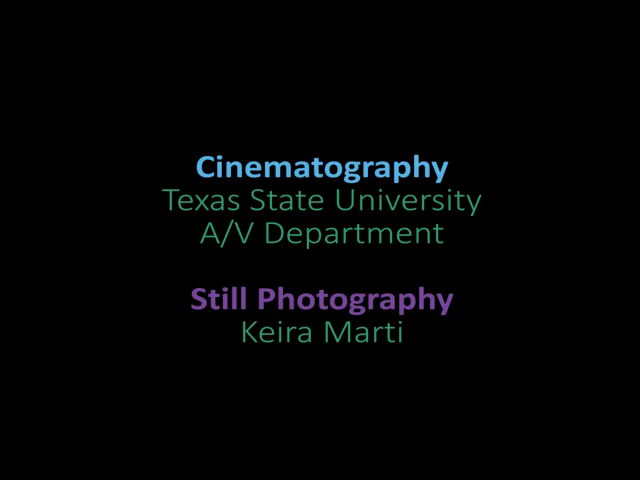 Cinematography
Texas State University
A/V Department
Still Photography
Keira Marti